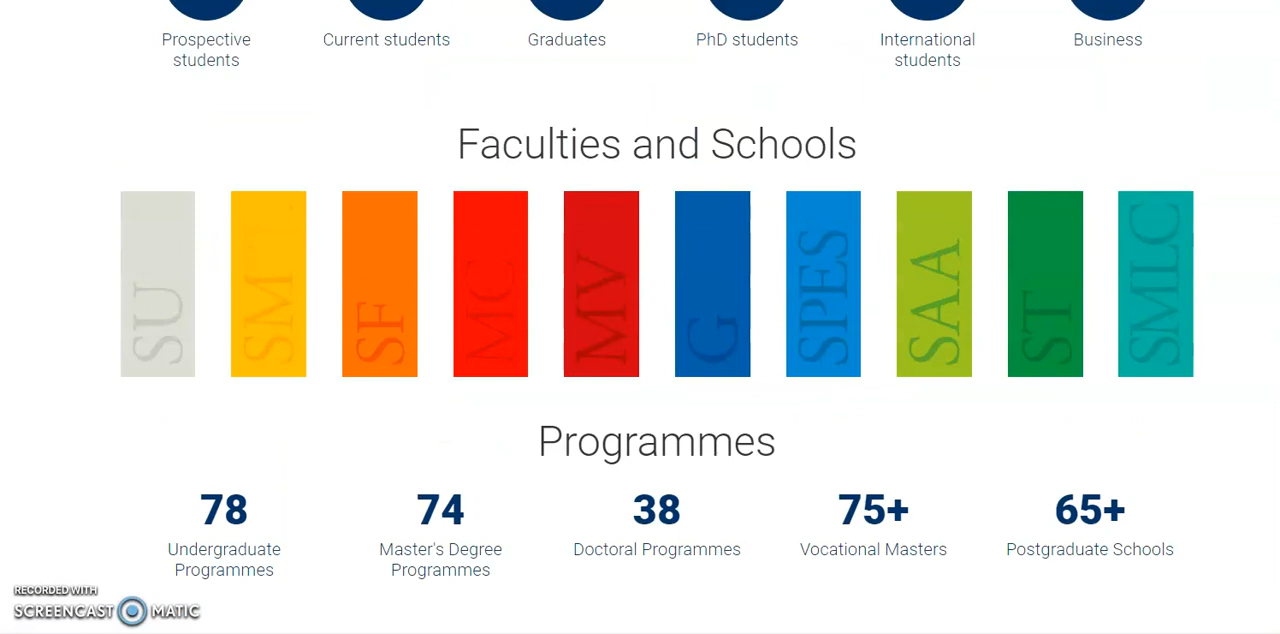 Prospective students
Current students
Graduates
PhD students
International students
Business
Faculties and Schools
SU
SM
SF
MC
MV
G
SPES
SAA
ST
SMLC
Programmes
78
74
38
75+
65+
Undergraduate Programmes
Master's Degree Programmes
Doctoral Programmes
Vocational Masters
Postgraduate Schools
RECORDED WITH
SCREENCAST MATIC